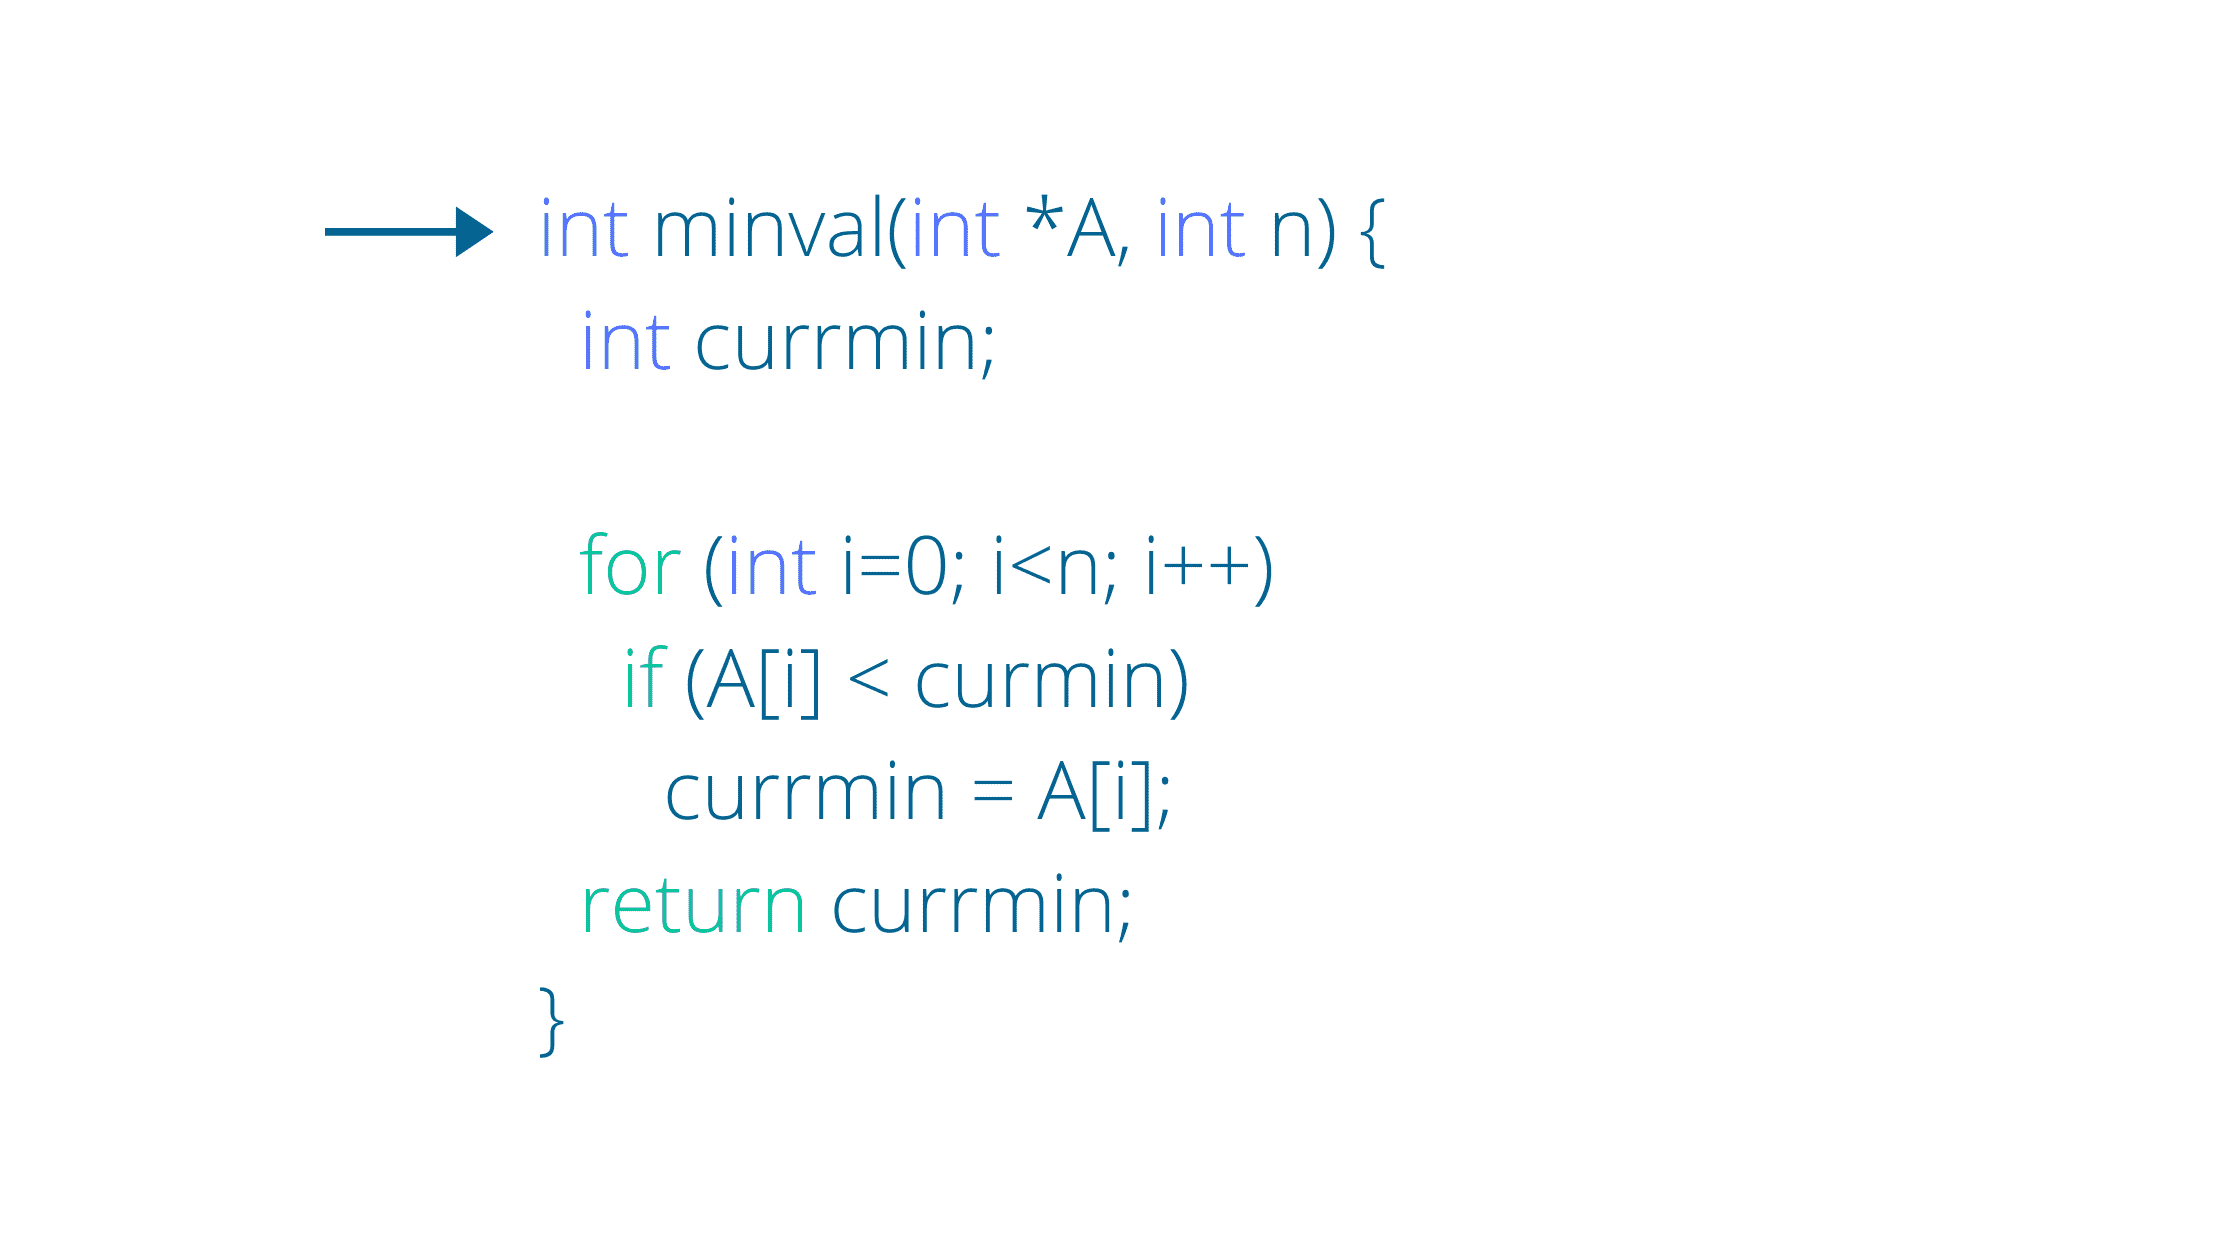 int minval(int *A, int n) {
int currmin;
for (int i=0; i<n; i++)
if (A[i] < curmin)
currmin = A[i];
return currmin;
}